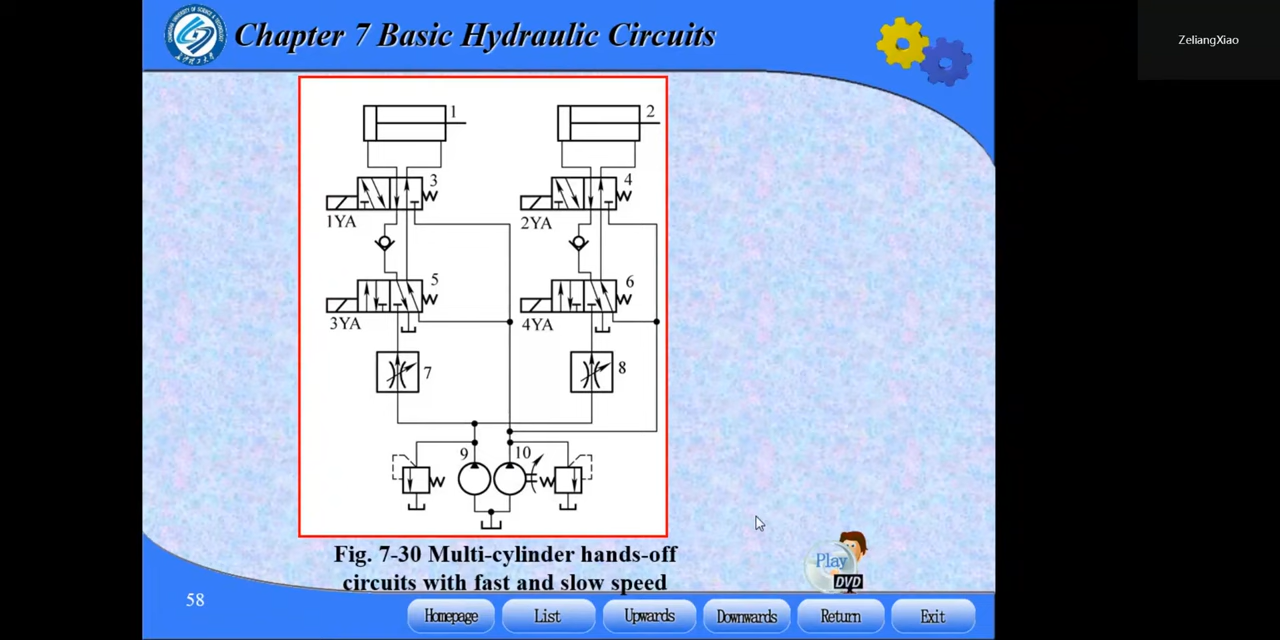 Chapter 7 Basic Hydraulic Circuits
ZeliangXiao
1
2
3
4
1YA
2YA
5
6
3YA
4YA
7
8
9
10
Fig. 7-30 Multi-cylinder hands-off
circuits with fast and slow speed
Play
DVD
58
Homepage
List
Upwards
Downwards
Return
Exit